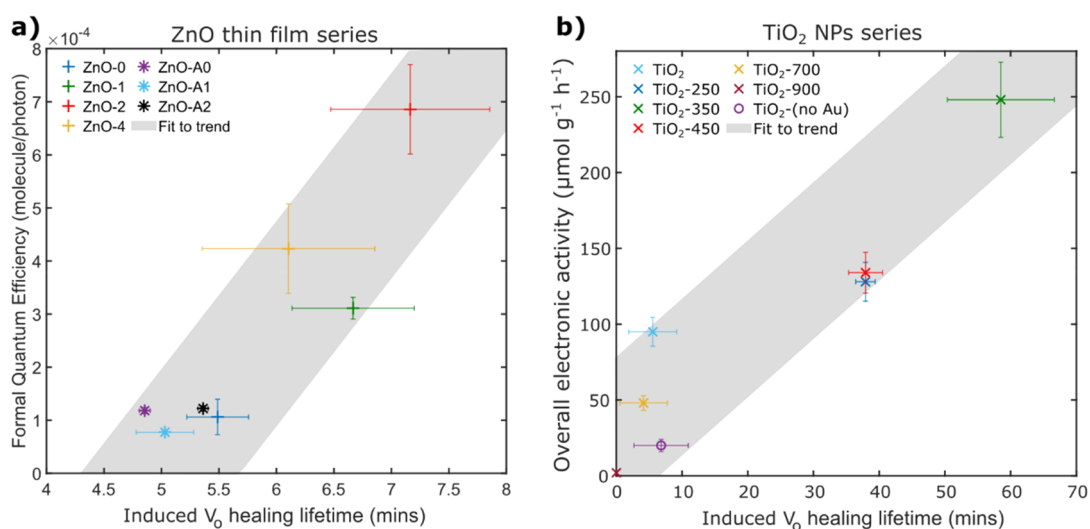 a)
ZnO thin film series
×10⁻⁴
Formal Quantum Efficiency (molecule/photon)
8
7
6
5
4
3
2
1
0
ZnO-0
ZnO-1
ZnO-2
ZnO-4
ZnO-A0
ZnO-A1
ZnO-A2
Fit to trend
4
4.5
5
5.5
6
6.5
7
7.5
8
Induced Vₒ healing lifetime (mins)
b)
TiO₂ NPs series
Overall electronic activity (µmol g⁻¹ h⁻¹)
250
200
150
100
50
0
TiO₂
TiO₂-250
TiO₂-350
TiO₂-450
TiO₂-700
TiO₂-900
TiO₂-(no Au)
Fit to trend
0
10
20
30
40
50
60
70
Induced Vₒ healing lifetime (mins)